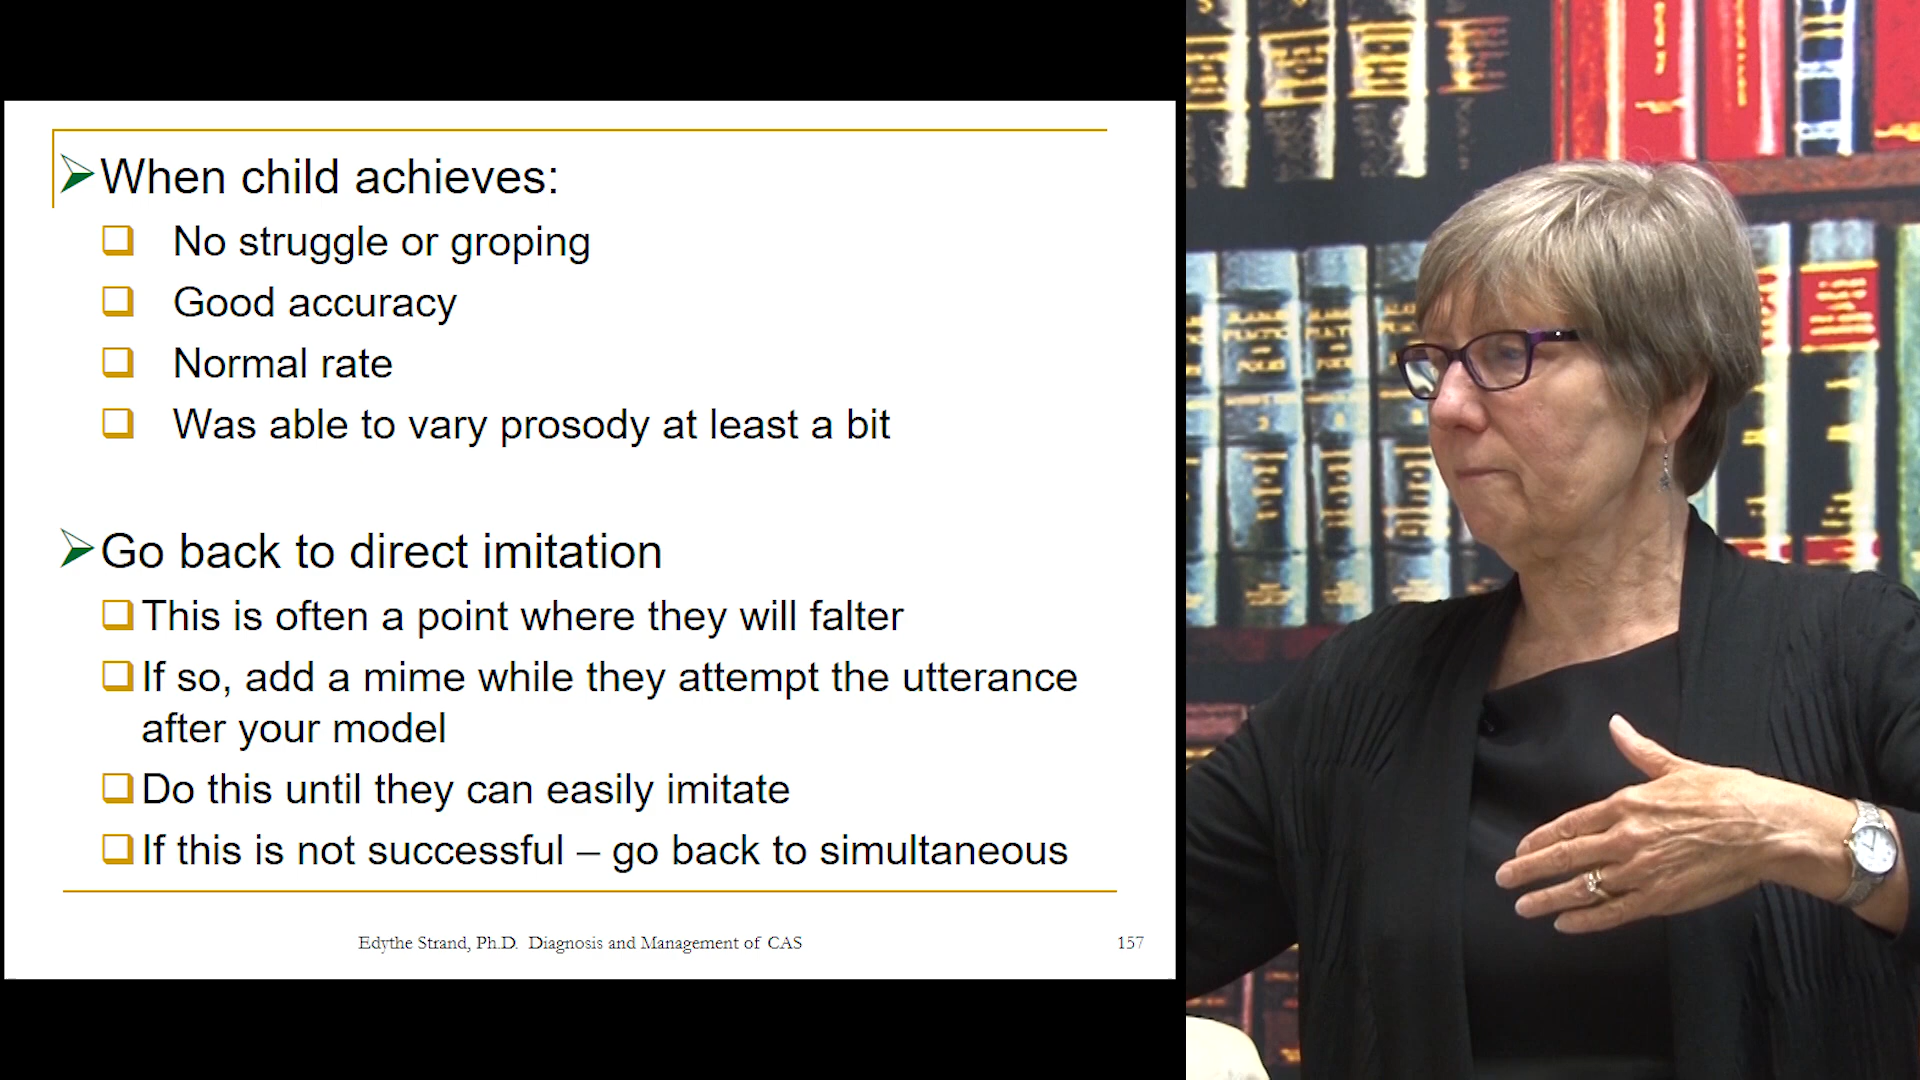 When child achieves:
No struggle or groping
Good accuracy
Normal rate
Was able to vary prosody at least a bit
Go back to direct imitation
This is often a point where they will falter
If so, add a mime while they attempt the utterance
after your model
Do this until they can easily imitate
If this is not successful – go back to simultaneous
Edythe Strand, Ph.D. Diagnosis and Management of CAS
157